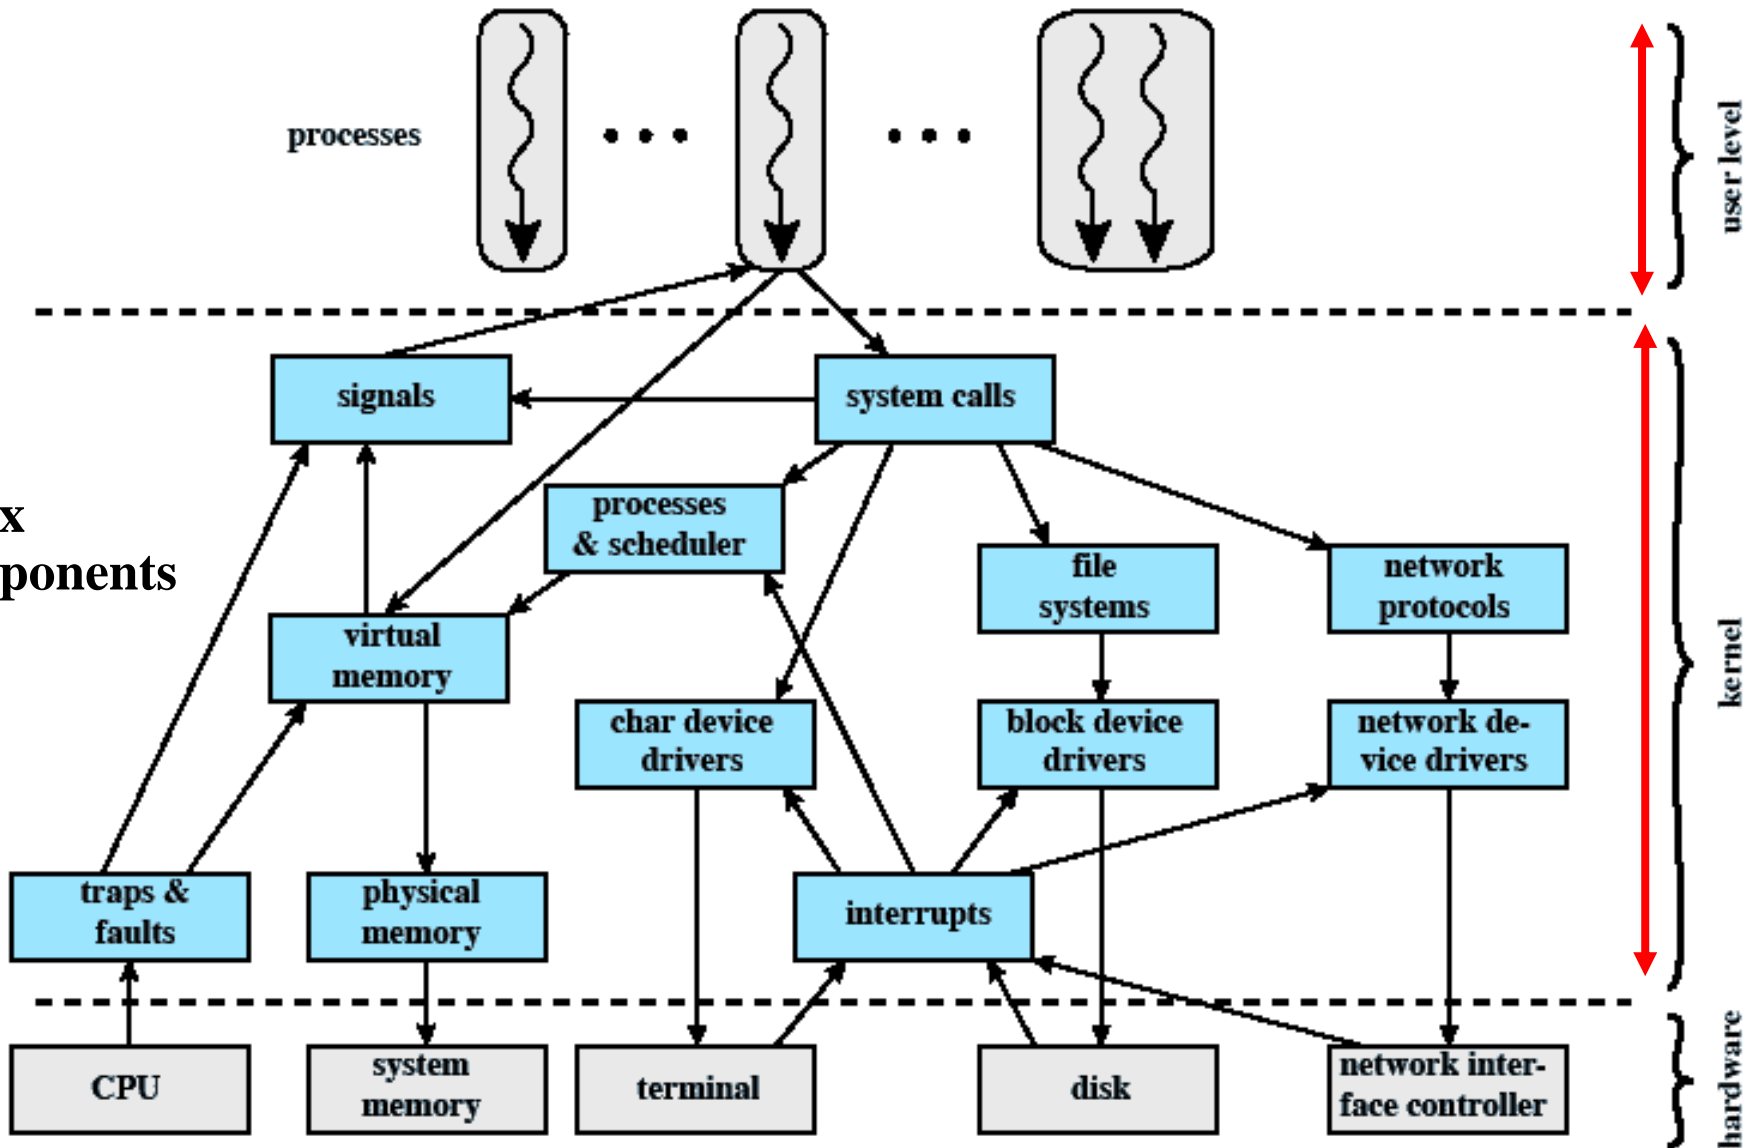 processes
user level
signals
system calls
processes
& scheduler
x
ponents
file
systems
network
protocols
virtual
memory
kernel
char device
drivers
block device
drivers
network de-
vice drivers
traps &
faults
physical
memory
interrupts
CPU
system
memory
terminal
disk
network inter-
face controller
hardware